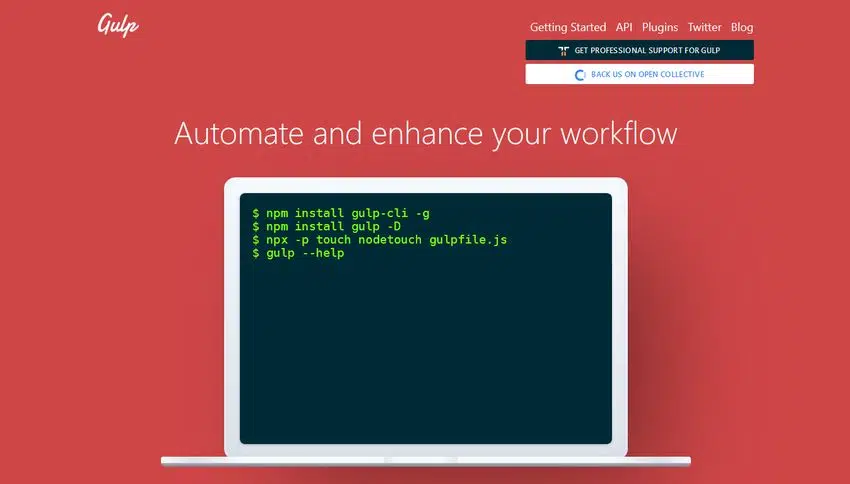 Gulp
Getting Started API Plugins Twitter Blog
GET PROFESSIONAL SUPPORT FOR GULP
BACK US ON OPEN COLLECTIVE
Automate and enhance your workflow
$ npm install gulp-cli -g
$ npm install gulp -D
$ npx -p touch nodetouch gulpfile.js
$ gulp --help